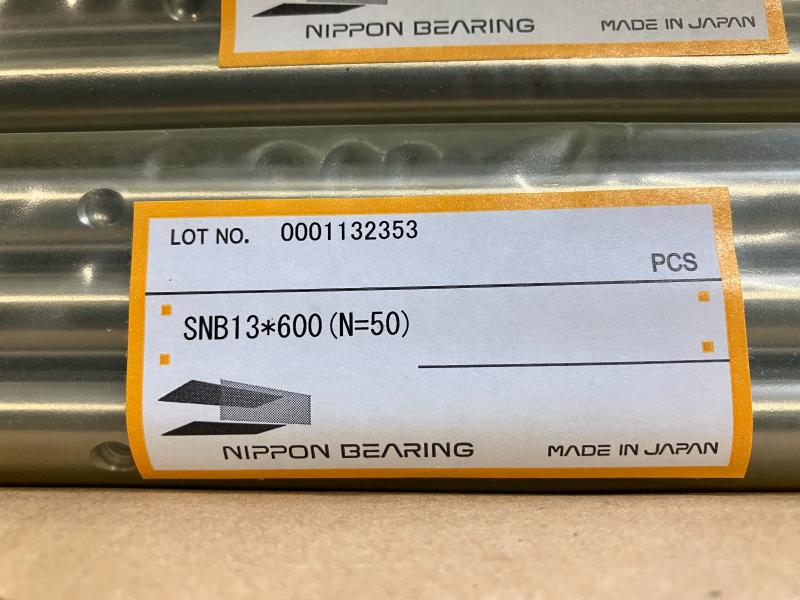 NIPPON BEARING MADE IN JAPAN
LOT NO. 0001132353
PCS
SNB13*600(N=50)
NIPPON BEARING MADE IN JAPAN